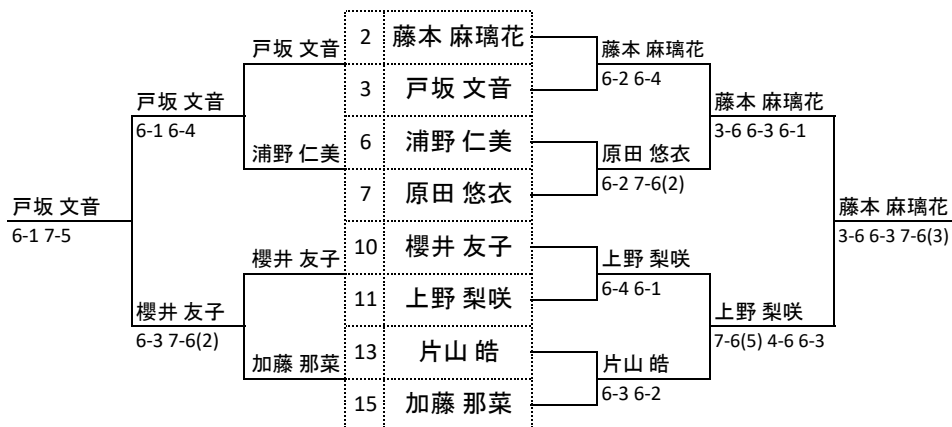 戸坂 文音
2 藤本 麻璃花
藤本 麻璃花
3 戸坂 文音
6-2 6-4
戸坂 文音
藤本 麻璃花
6-1 6-4
3-6 6-3 6-1
浦野 仁美
6 浦野 仁美
原田 悠衣
7 原田 悠衣
6-2 7-6(2)
戸坂 文音
藤本 麻璃花
6-1 7-5
3-6 6-3 7-6(3)
櫻井 友子
10 櫻井 友子
上野 梨咲
11 上野 梨咲
6-4 6-1
櫻井 友子
上野 梨咲
6-3 7-6(2)
7-6(5) 4-6 6-3
加藤 那菜
13 片山 皓
片山 皓
15 加藤 那菜
6-3 6-2